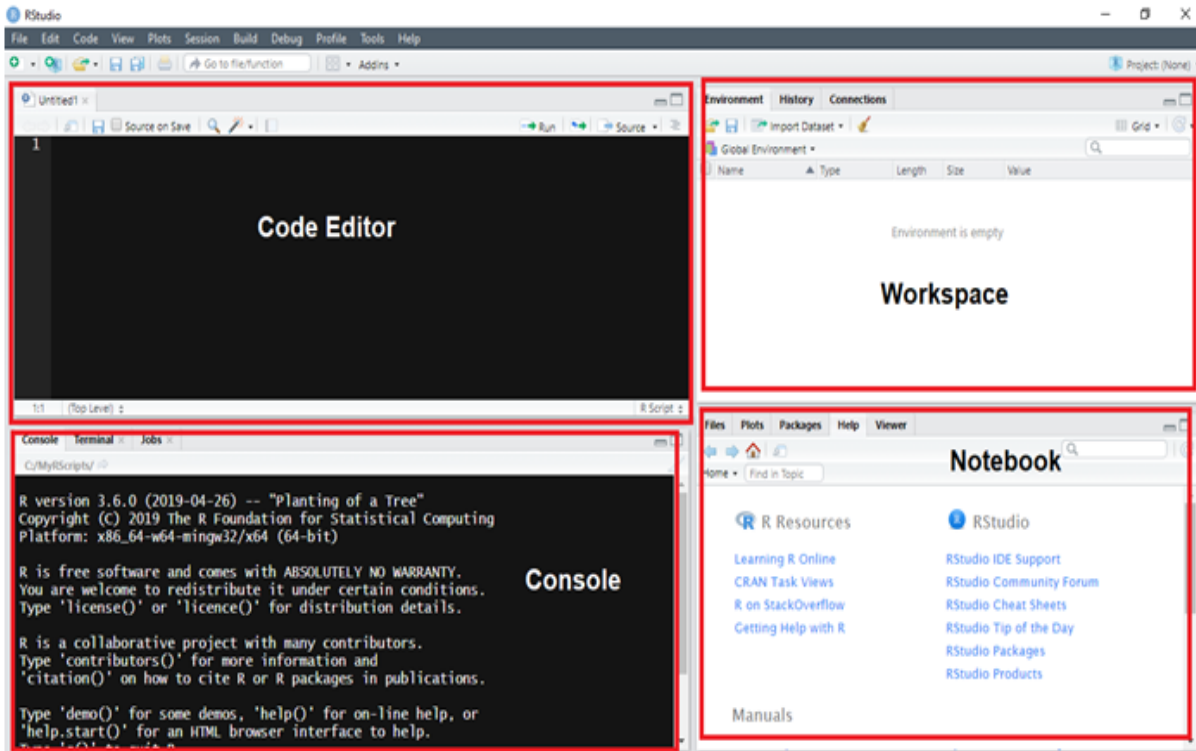 RStudio
File Edit Code View Plots Session Build Debug Profile Tools Help
Go to file/function Addins Project: (None)
Untitled1
Source on Save Run Source
1
Code Editor
1:1 (Top Level) R Script
Environment History Connections
Import Dataset Grid
Global Environment
Name Type Length Size Value
Environment is empty
Workspace
Console Terminal Jobs
C:/MyRScripts/
R version 3.6.0 (2019-04-26) -- "Planting of a Tree"
Copyright (C) 2019 The R Foundation for Statistical Computing
Platform: x86_64-w64-mingw32/x64 (64-bit)
R is free software and comes with ABSOLUTELY NO WARRANTY.
You are welcome to redistribute it under certain conditions.
Type 'license()' or 'licence()' for distribution details.
Console
R is a collaborative project with many contributors.
Type 'contributors()' for more information and
'citation()' on how to cite R or R packages in publications.
Type 'demo()' for some demos, 'help()' for on-line help, or
'help.start()' for an HTML browser interface to help.
Files Plots Packages Help Viewer
Notebook
Home Find in Topic
R R Resources
Learning R Online
CRAN Task Views
R on StackOverflow
Getting Help with R
R RStudio
RStudio IDE Support
RStudio Community Forum
RStudio Cheat Sheets
RStudio Tip of the Day
RStudio Packages
RStudio Products
Manuals